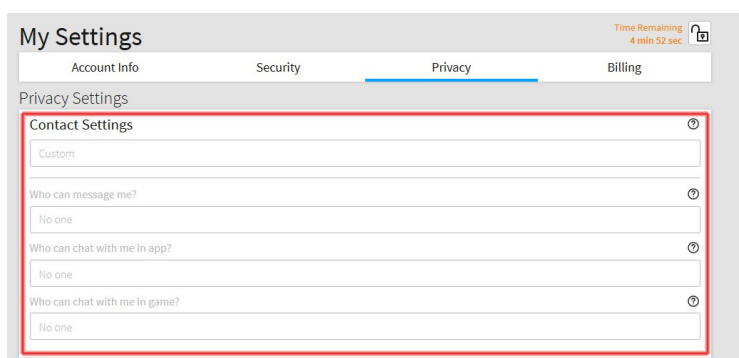 My Settings
Time Remaining
4 min 52 sec
Account Info Security Privacy Billing
Privacy Settings
Contact Settings
Custom
Who can message me?
No one
Who can chat with me in app?
No one
Who can chat with me in game?
No one